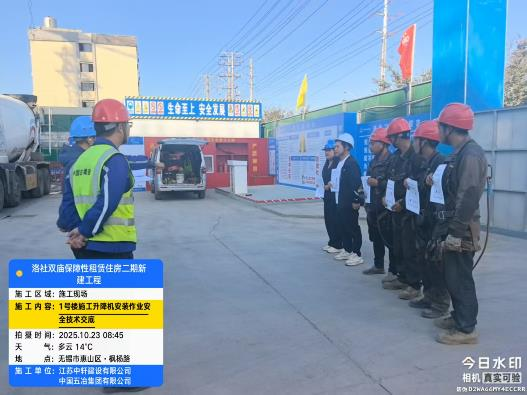 生命至上 安全发展
洛社双庙保障性租赁住房二期新
建工程
施工区域：施工现场
施工内容：1号楼施工升降机安装作业安
全技术交底
拍摄时间：2025.10.23 08:45
天 气：多云 14℃
地 点：无锡市惠山区·枫杨路
施工单位：江苏中轩建设有限公司
中国五冶集团有限公司
今日水印
相机 真实可验
防伪 D2WA66MY4ECCRR